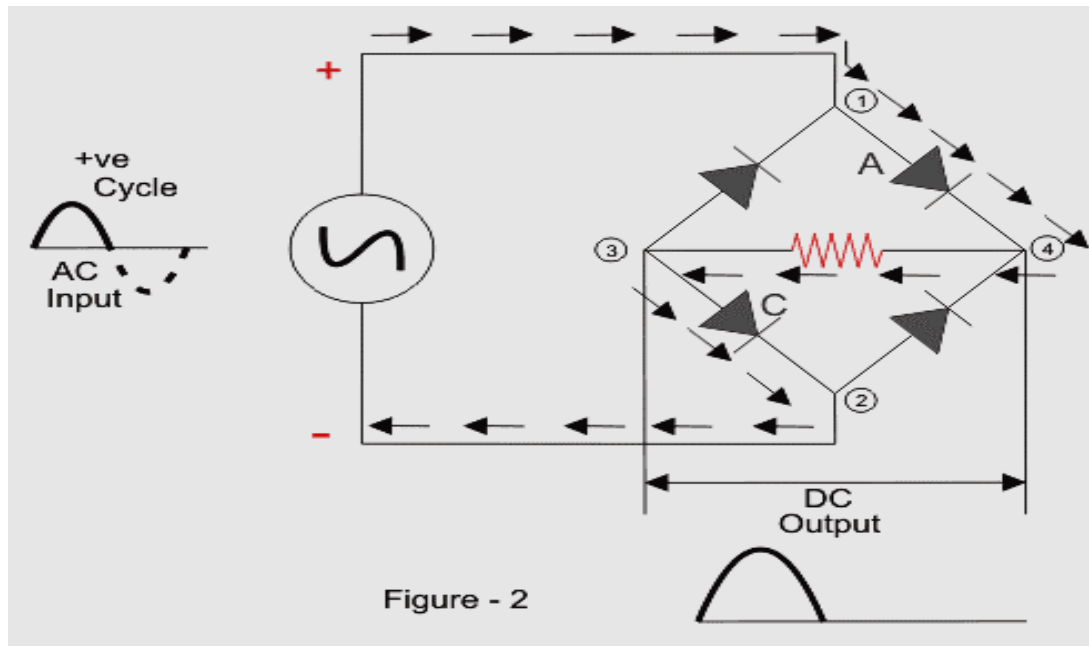 +
①
+ve
Cycle
A
③
④
AC
Input
C
②
-
DC
Output
Figure - 2